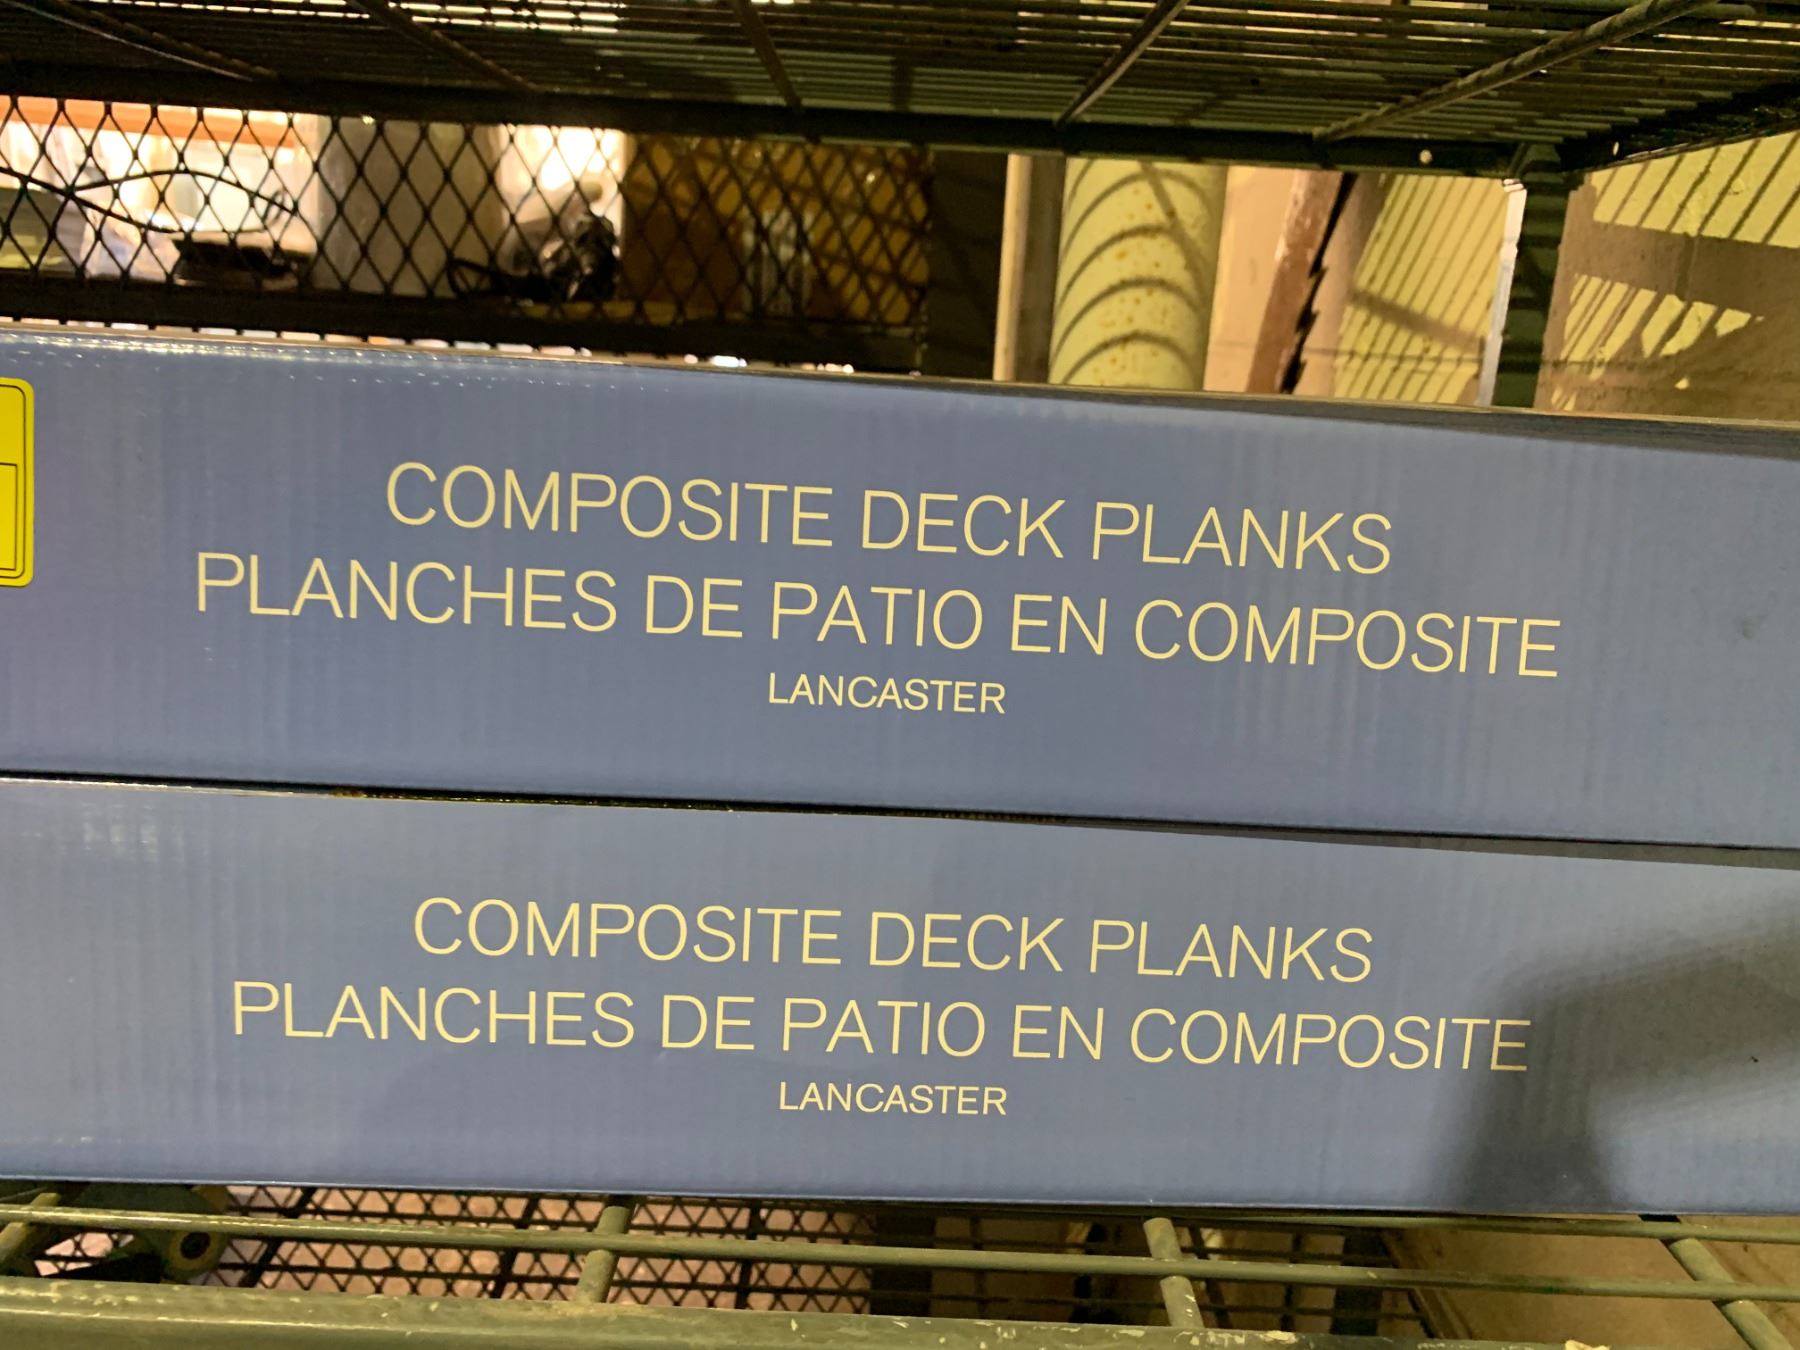 COMPOSITE DECK PLANKS
PLANCHES DE PATIO EN COMPOSITE
LANCASTER
COMPOSITE DECK PLANKS
PLANCHES DE PATIO EN COMPOSITE
LANCASTER